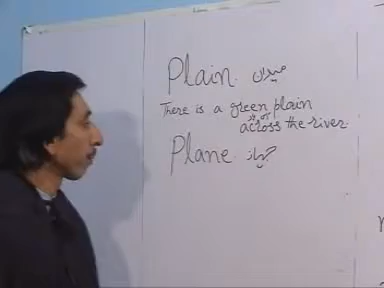 Plain. میدان
There is a green plain
across the river.
Plane. جہاز